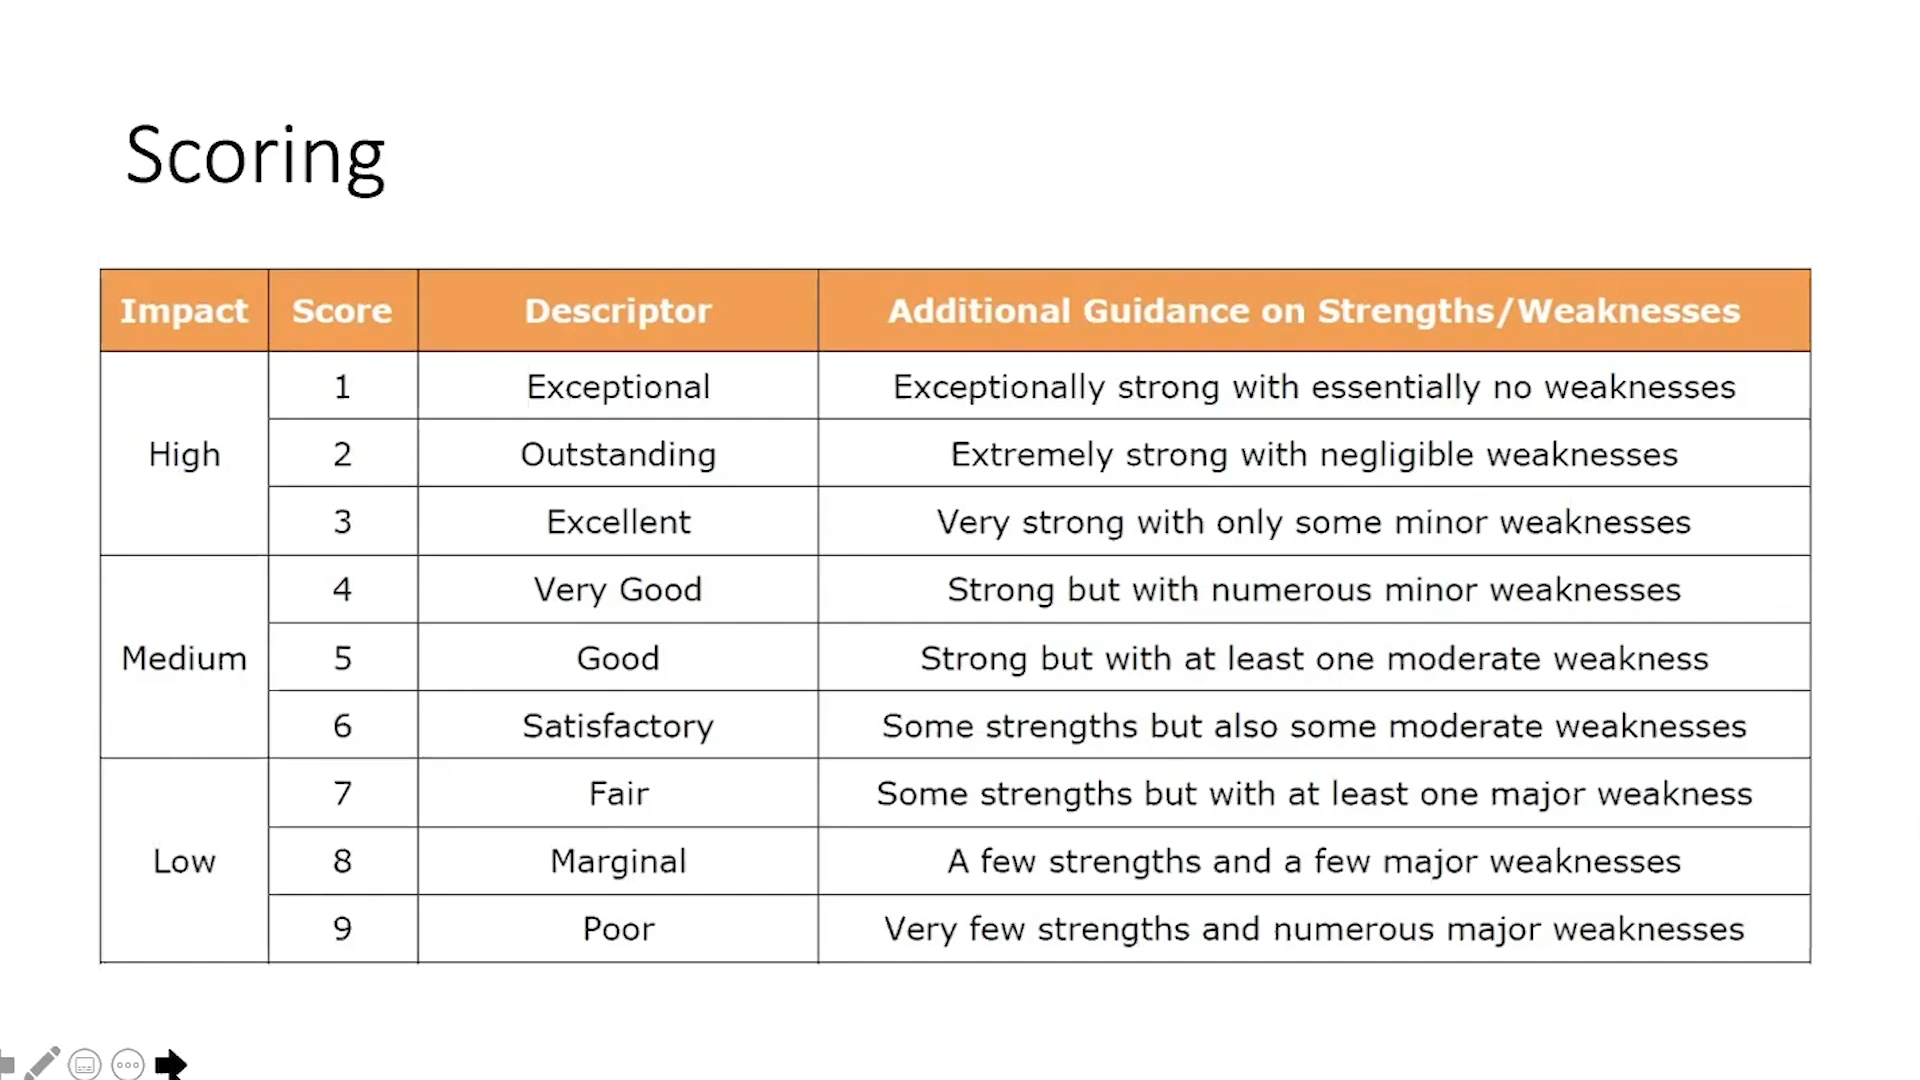 Scoring
Impact Score Descriptor Additional Guidance on Strengths/Weaknesses
High
1 Exceptional Exceptionally strong with essentially no weaknesses
2 Outstanding Extremely strong with negligible weaknesses
3 Excellent Very strong with only some minor weaknesses
Medium
4 Very Good Strong but with numerous minor weaknesses
5 Good Strong but with at least one moderate weakness
6 Satisfactory Some strengths but also some moderate weaknesses
Low
7 Fair Some strengths but with at least one major weakness
8 Marginal A few strengths and a few major weaknesses
9 Poor Very few strengths and numerous major weaknesses